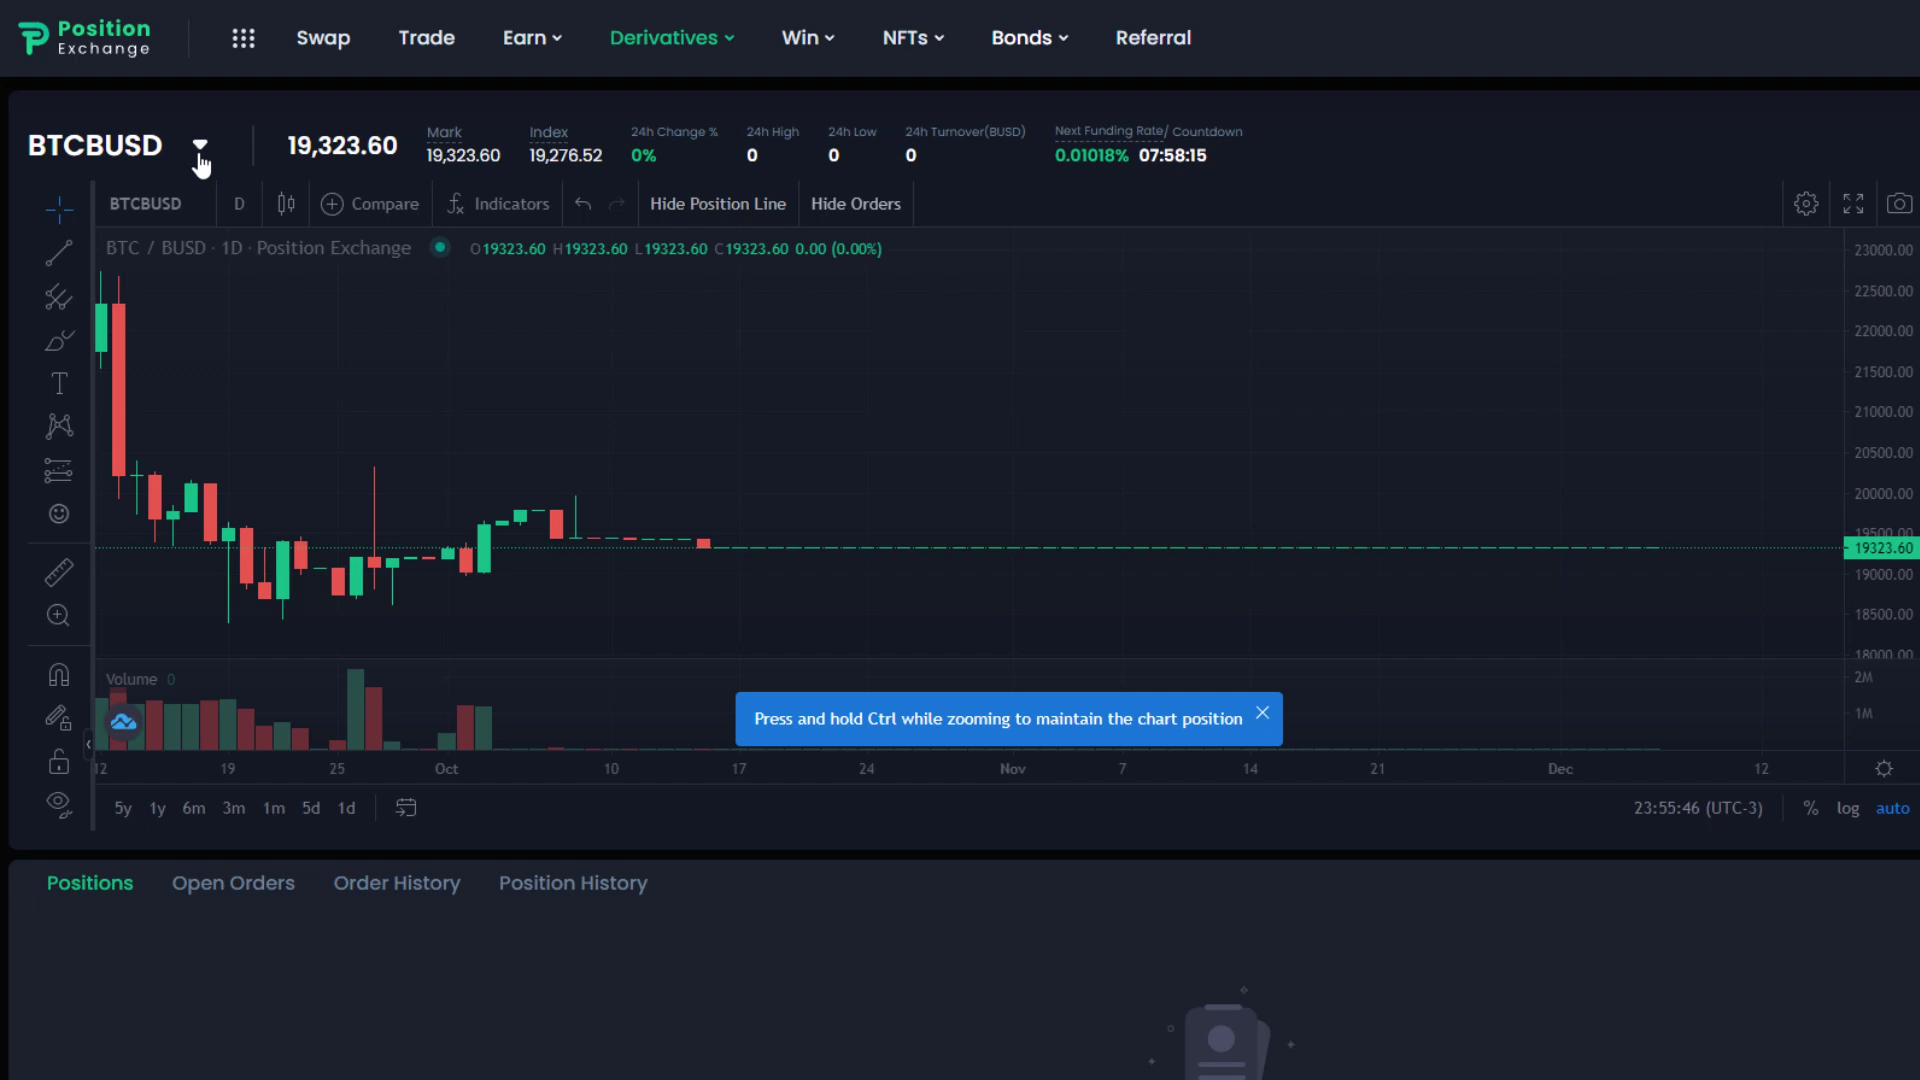 Position
Exchange
Swap Trade Earn Derivatives Win NFTs Bonds Referral
BTCBUSD 19,323.60
Mark Index 24h Change % 24h High 24h Low 24h Turnover(BUSD) Next Funding Rate/ Countdown
19,323.60 19,276.52 0% 0 0 0 0.01018% 07:58:15
BTCBUSD D Compare Indicators Hide Position Line Hide Orders
BTC / BUSD · 1D · Position Exchange O19323.60 H19323.60 L19323.60 C19323.60 0.00 (0.00%)
23000.00
22500.00
22000.00
21500.00
21000.00
20500.00
20000.00
19500.00
19323.60
19000.00
18500.00
18000.00
Volume 0
2M
1M
Press and hold Ctrl while zooming to maintain the chart position
12 19 25 Oct 10 17 24 Nov 7 14 21 Dec 12
5y 1y 6m 3m 1m 5d 1d 23:55:46 (UTC-3) % log auto
Positions Open Orders Order History Position History